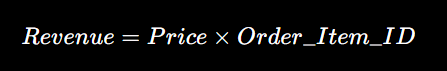 Revenue = Price × Order_Item_ID